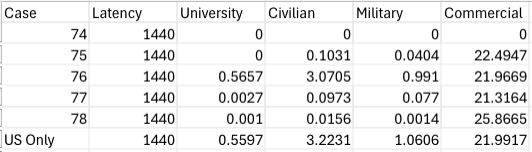 Case Latency University Civilian Military Commercial
74 1440 0 0 0 0
75 1440 0 0.1031 0.0404 22.4947
76 1440 0.5657 3.0705 0.991 21.9669
77 1440 0.0027 0.0973 0.077 21.3164
78 1440 0.001 0.0156 0.0014 25.8665
US Only 1440 0.5597 3.2231 1.0606 21.9917